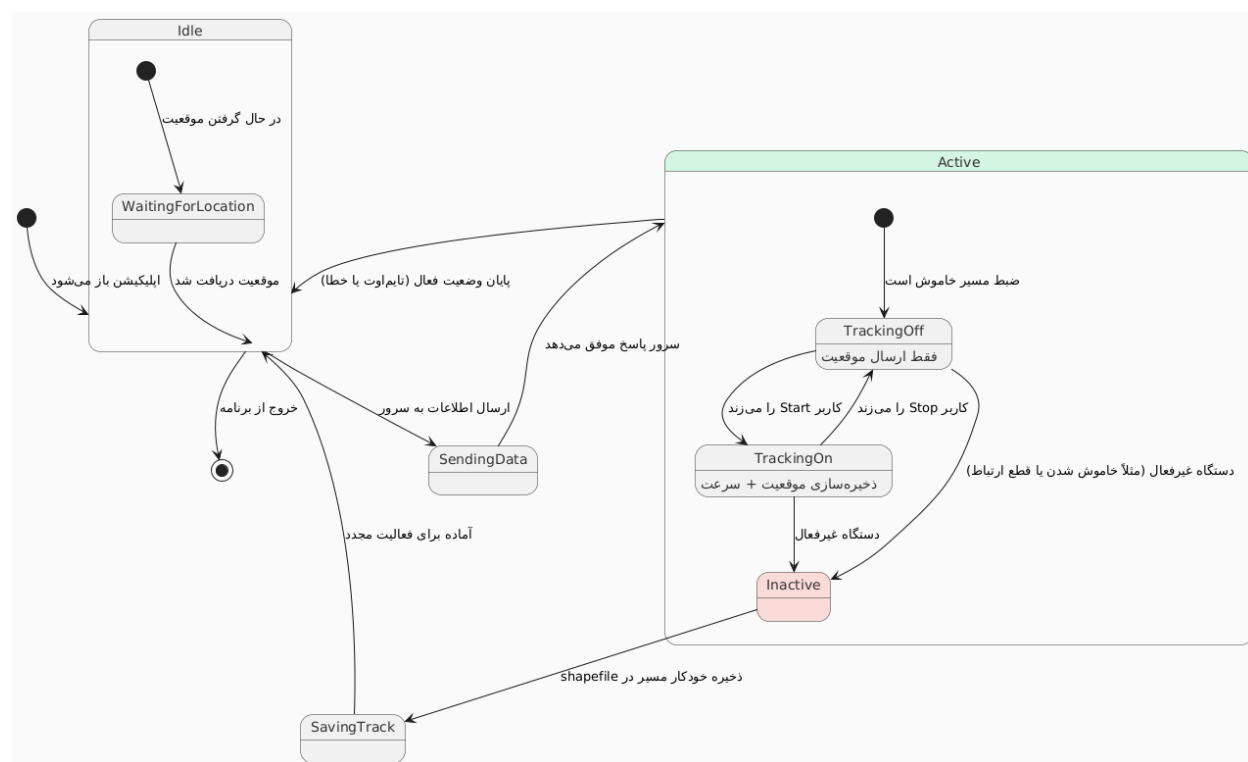 Idle
در حال گرفتن موقعیت
WaitingForLocation
اپلیکیشن باز می‌شود
موقعیت دریافت شد
پایان وضعیت فعال (تایم‌اوت یا خطا)
Active
ضبط مسیر خاموش است
TrackingOff
فقط ارسال موقعیت
سرور پاسخ موفق می‌دهد
خروج از برنامه
ارسال اطلاعات به سرور
کاربر Start را می‌زند
کاربر Stop را می‌زند
SendingData
TrackingOn
ذخیره‌سازی موقعیت + سرعت
دستگاه غیرفعال (مثلاً خاموش شدن یا قطع ارتباط)
آماده برای فعالیت مجدد
دستگاه غیرفعال
Inactive
ذخیره خودکار مسیر در shapefile
SavingTrack